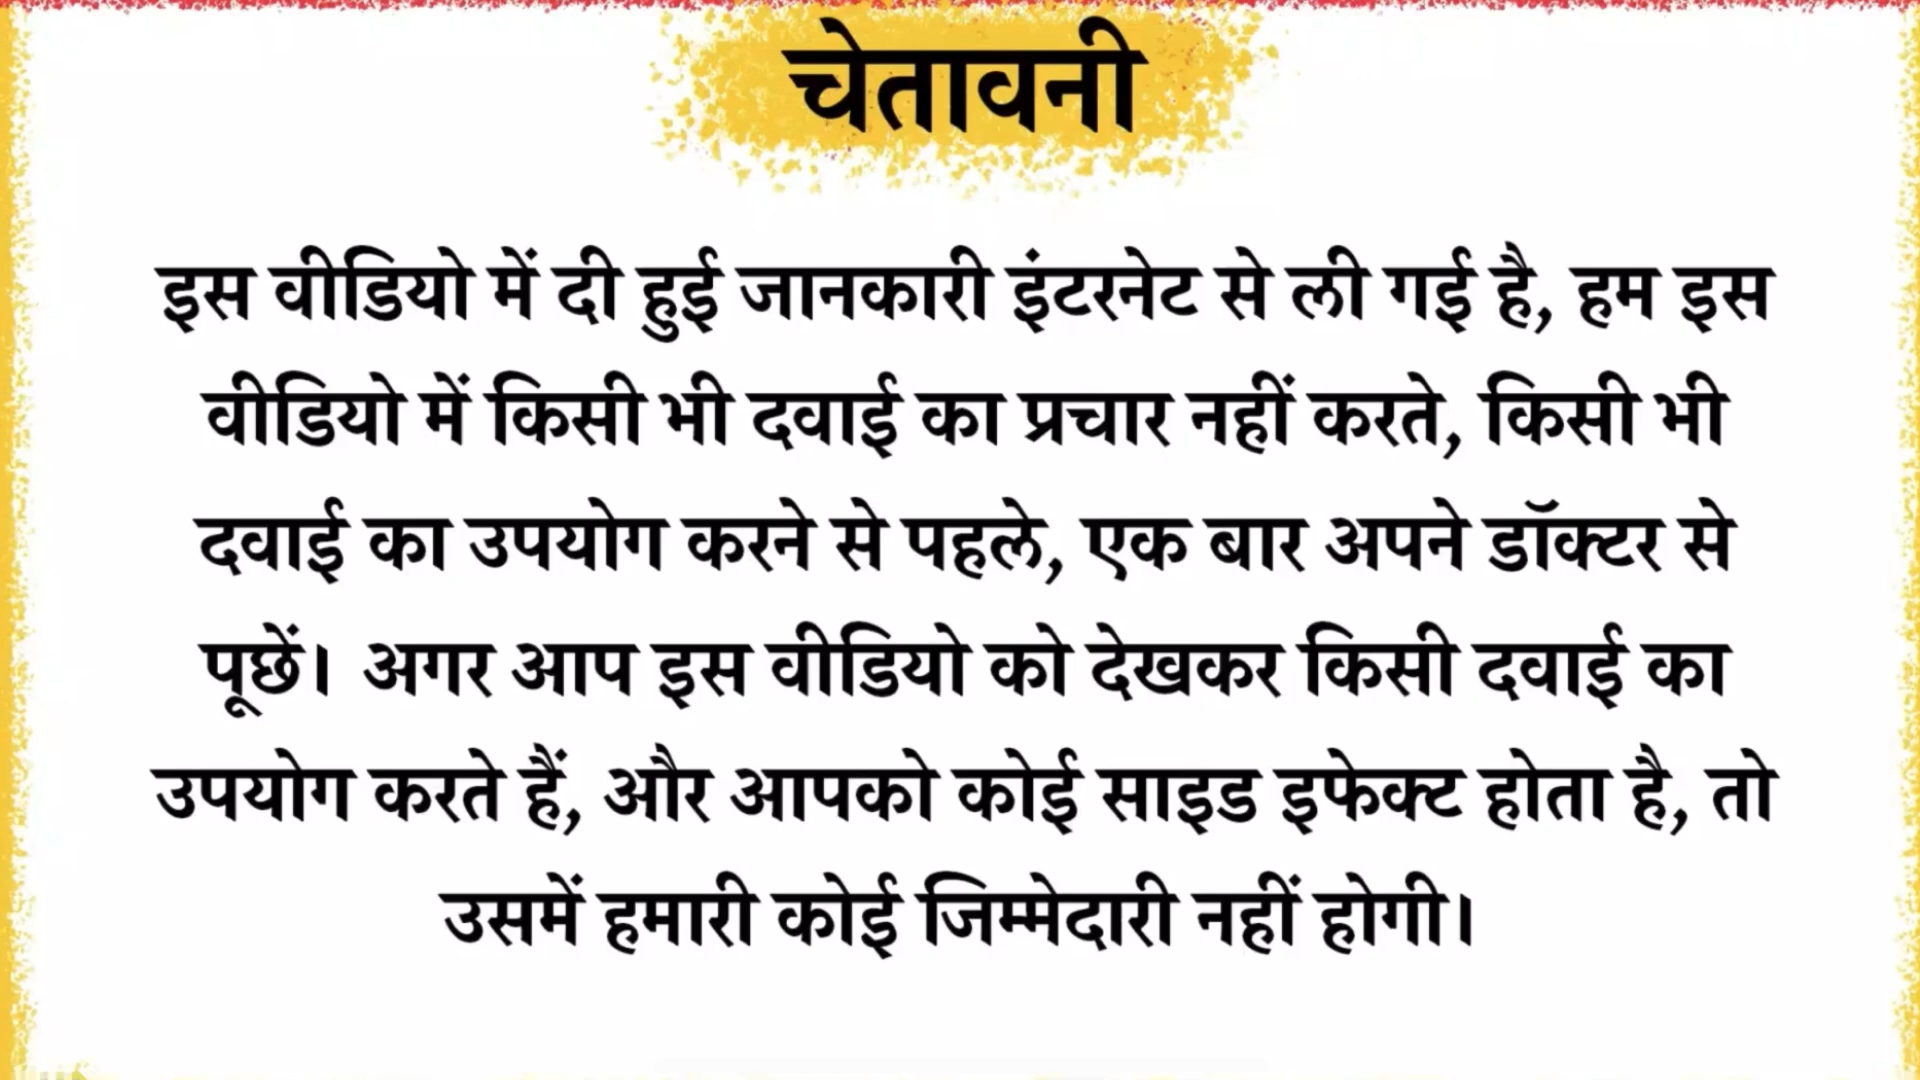 चेतावनी
इस वीडियो में दी हुई जानकारी इंटरनेट से ली गई है, हम इस
वीडियो में किसी भी दवाई का प्रचार नहीं करते, किसी भी
दवाई का उपयोग करने से पहले, एक बार अपने डॉक्टर से
पूछें। अगर आप इस वीडियो को देखकर किसी दवाई का
उपयोग करते हैं, और आपको कोई साइड इफेक्ट होता है, तो
उसमें हमारी कोई जिम्मेदारी नहीं होगी।